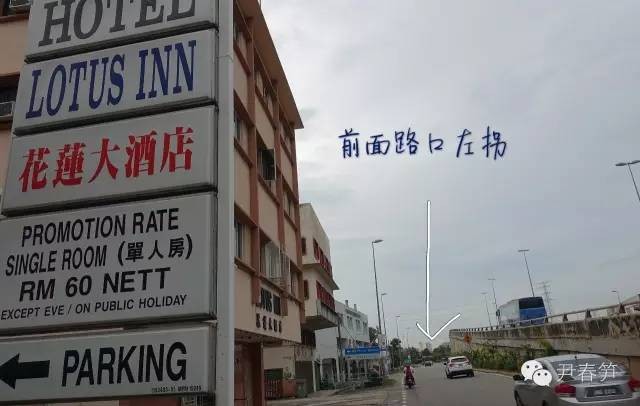 HOTEL
LOTUS INN
花蓮大酒店
PROMOTION RATE
SINGLE ROOM (單人房)
RM 60 NETT
EXCEPT EVE / ON PUBLIC HOLIDAY
PARKING
前面路口左拐
尹春笋